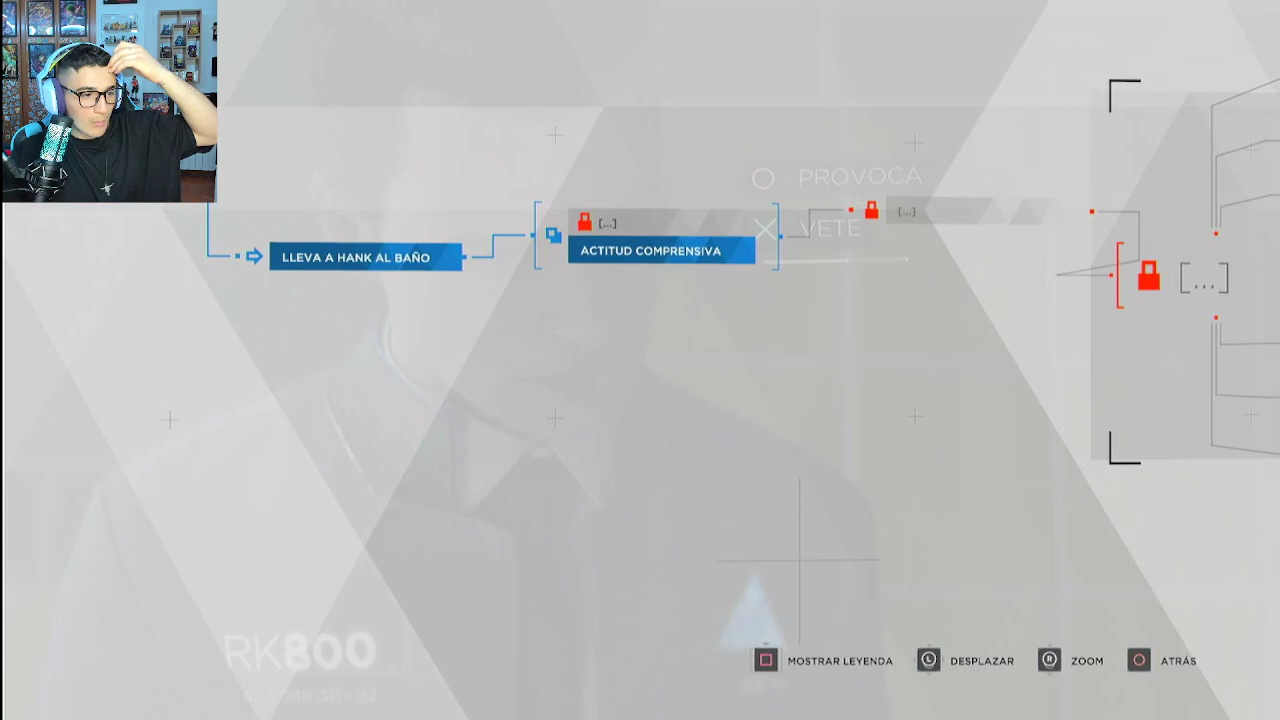 PROVOCA
[...]
[...]
VETE
LLEVA A HANK AL BAÑO
ACTITUD COMPRENSIVA
[...]
RK800
MOSTRAR LEYENDA
L
DESPLAZAR
R
ZOOM
ATRÁS